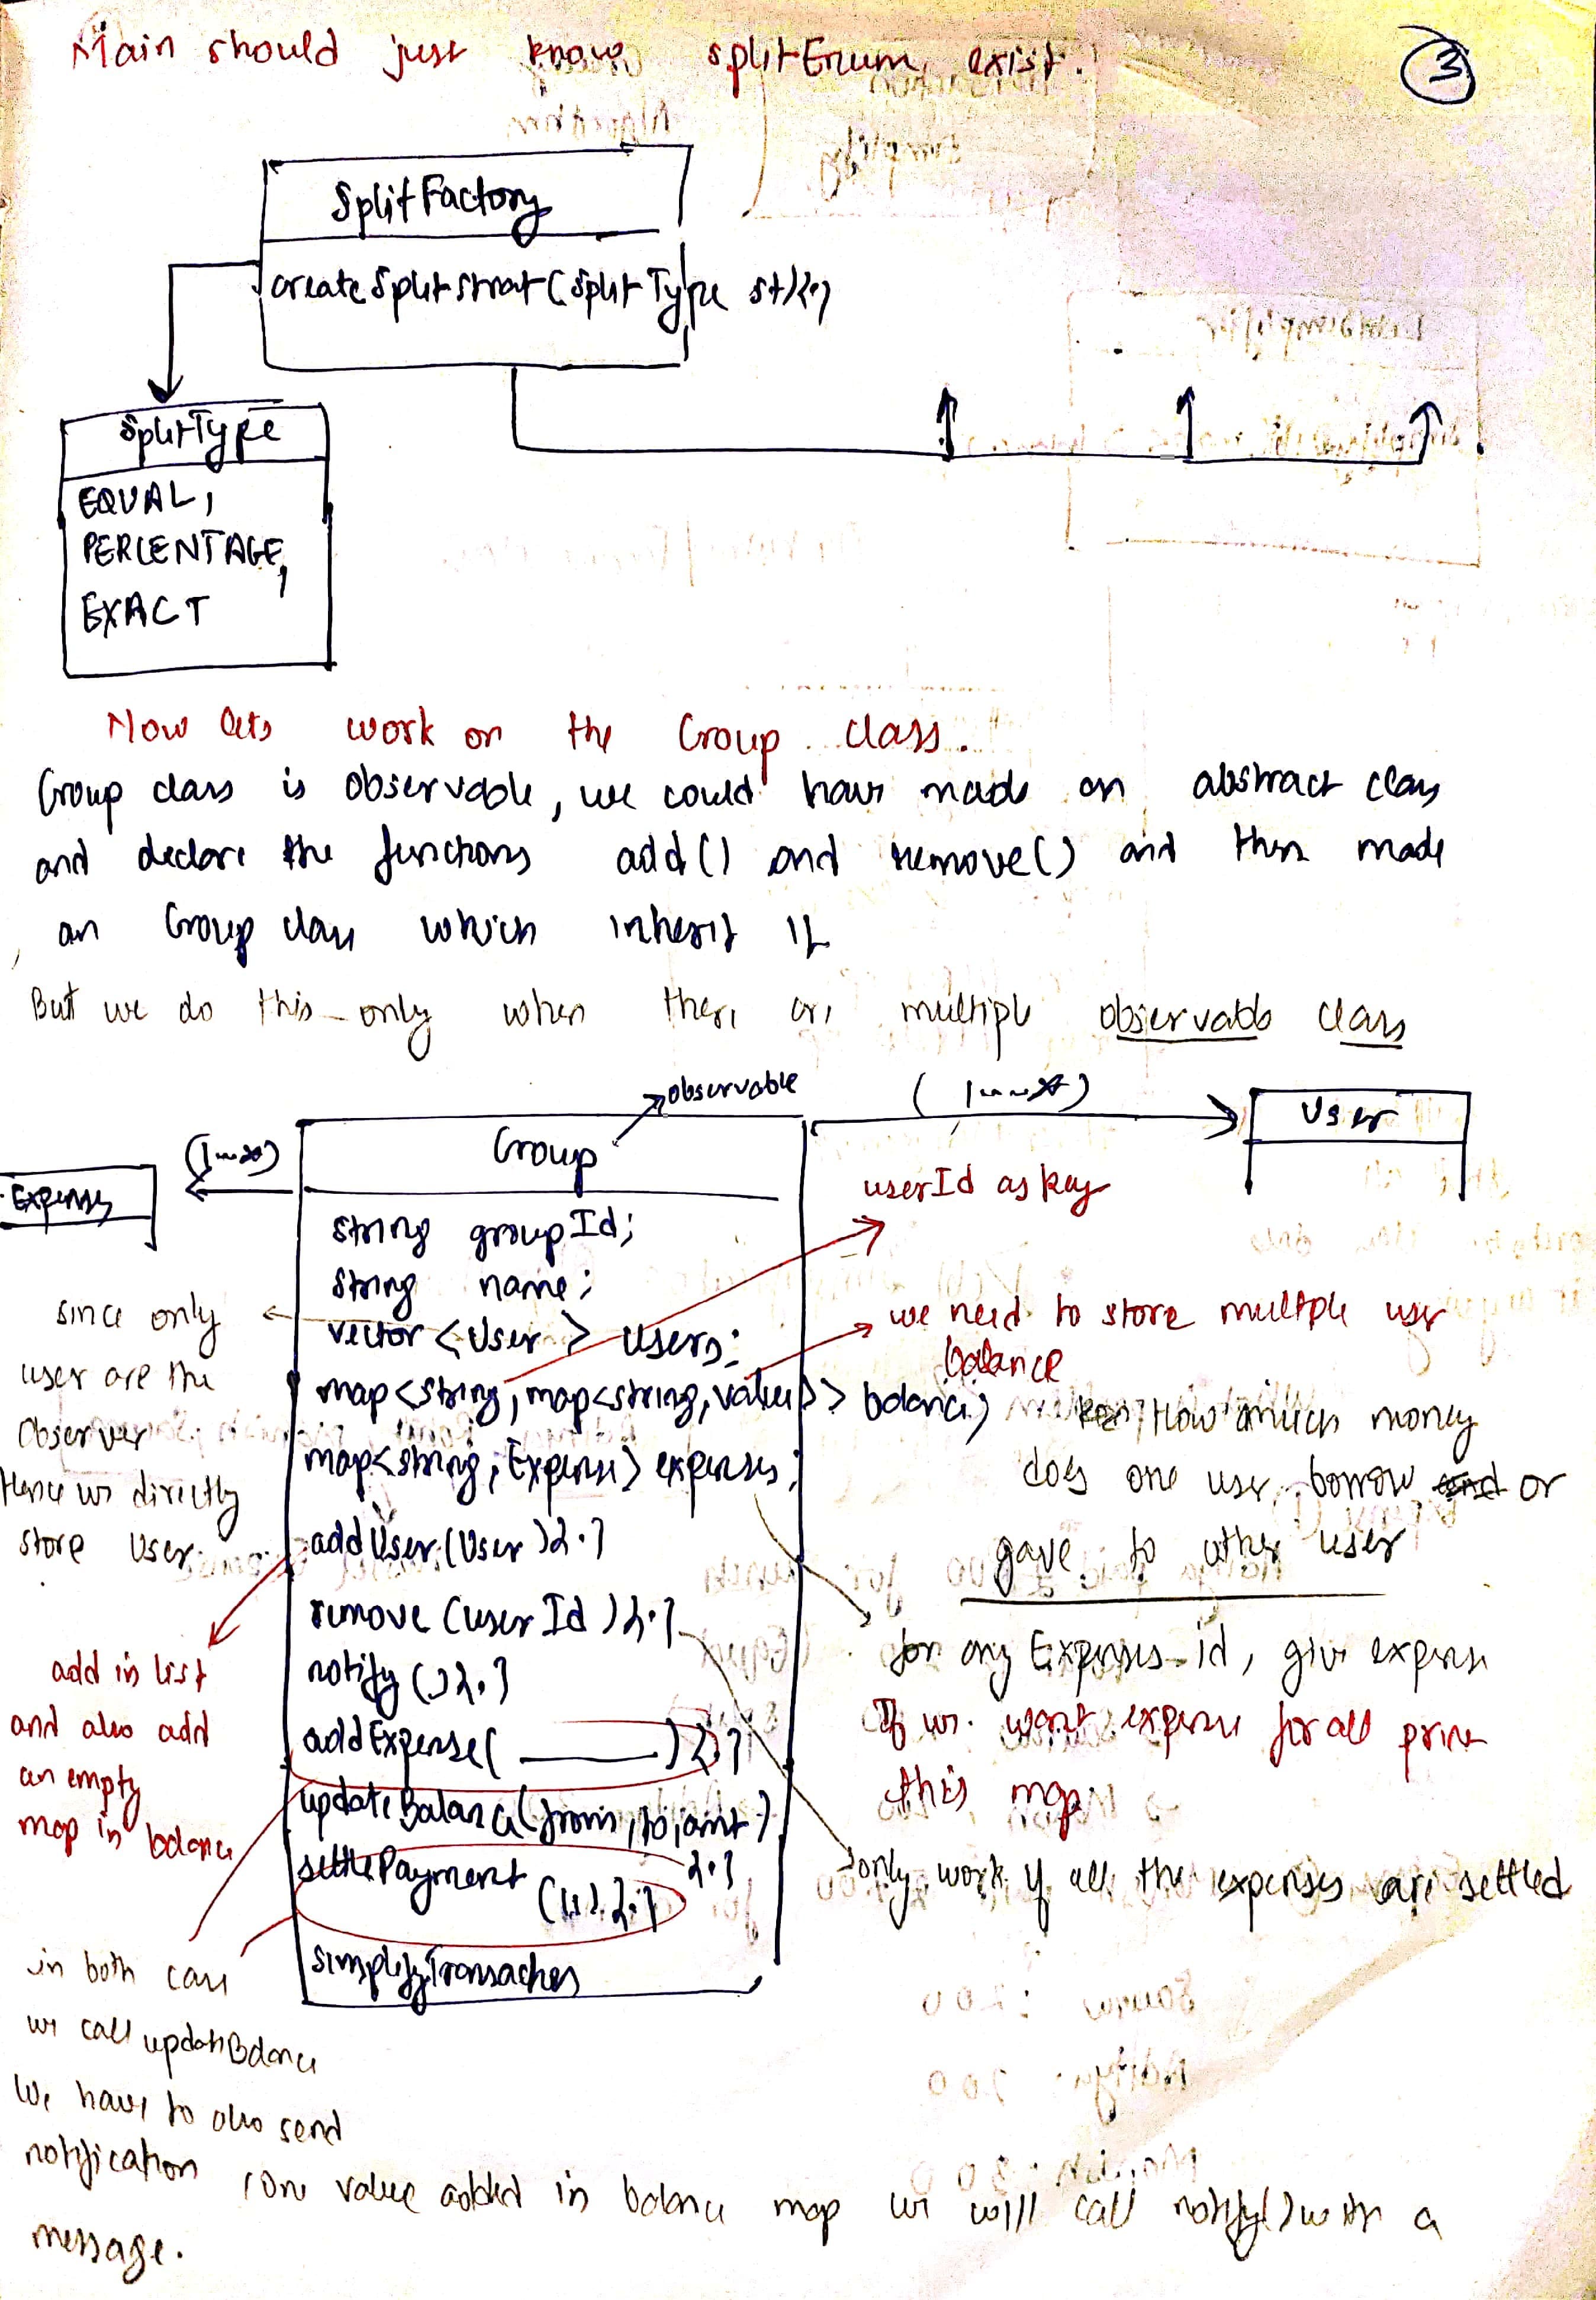 Main should just know splitEnum exist.
3
SplitFactory
createSplitStrat(SplitType st){.}
SplitType
EQUAL,
PERCENTAGE,
EXACT
Now lets work on the Group class.
Group class is observable, we could have made an abstract class
and declare the functions add() and remove() and then made
an Group class which inherit it
But we do this only when there are multiple observable class
observable
(1...*)
User
Group
(1...*)
Expenses
userId as key
string groupId;
string name;
vector <User> users;
map<string, map<string, value>> balance;
map<string, Expense> expenses;
addUser(User){.}
remove(userId){.}
notify(){.}
addExpense( ______ ){.}
updateBalance(from, to, amt)
{.}
settlePayment
(){.}
simplifyTransaction
since only
user are the
Observer
Hence we directly
store User.
add in list
and also add
an empty
map in balance
in both case
we call updateBalance
We have to also send
notification
we need to store multiple user
balance
How much money
does one user borrow or
gave to other user
for any Expenses-id, give expense
If we want expense for all
this map
only work if all the expenses are settled
One value added in balance map we will call notify() with a
message.